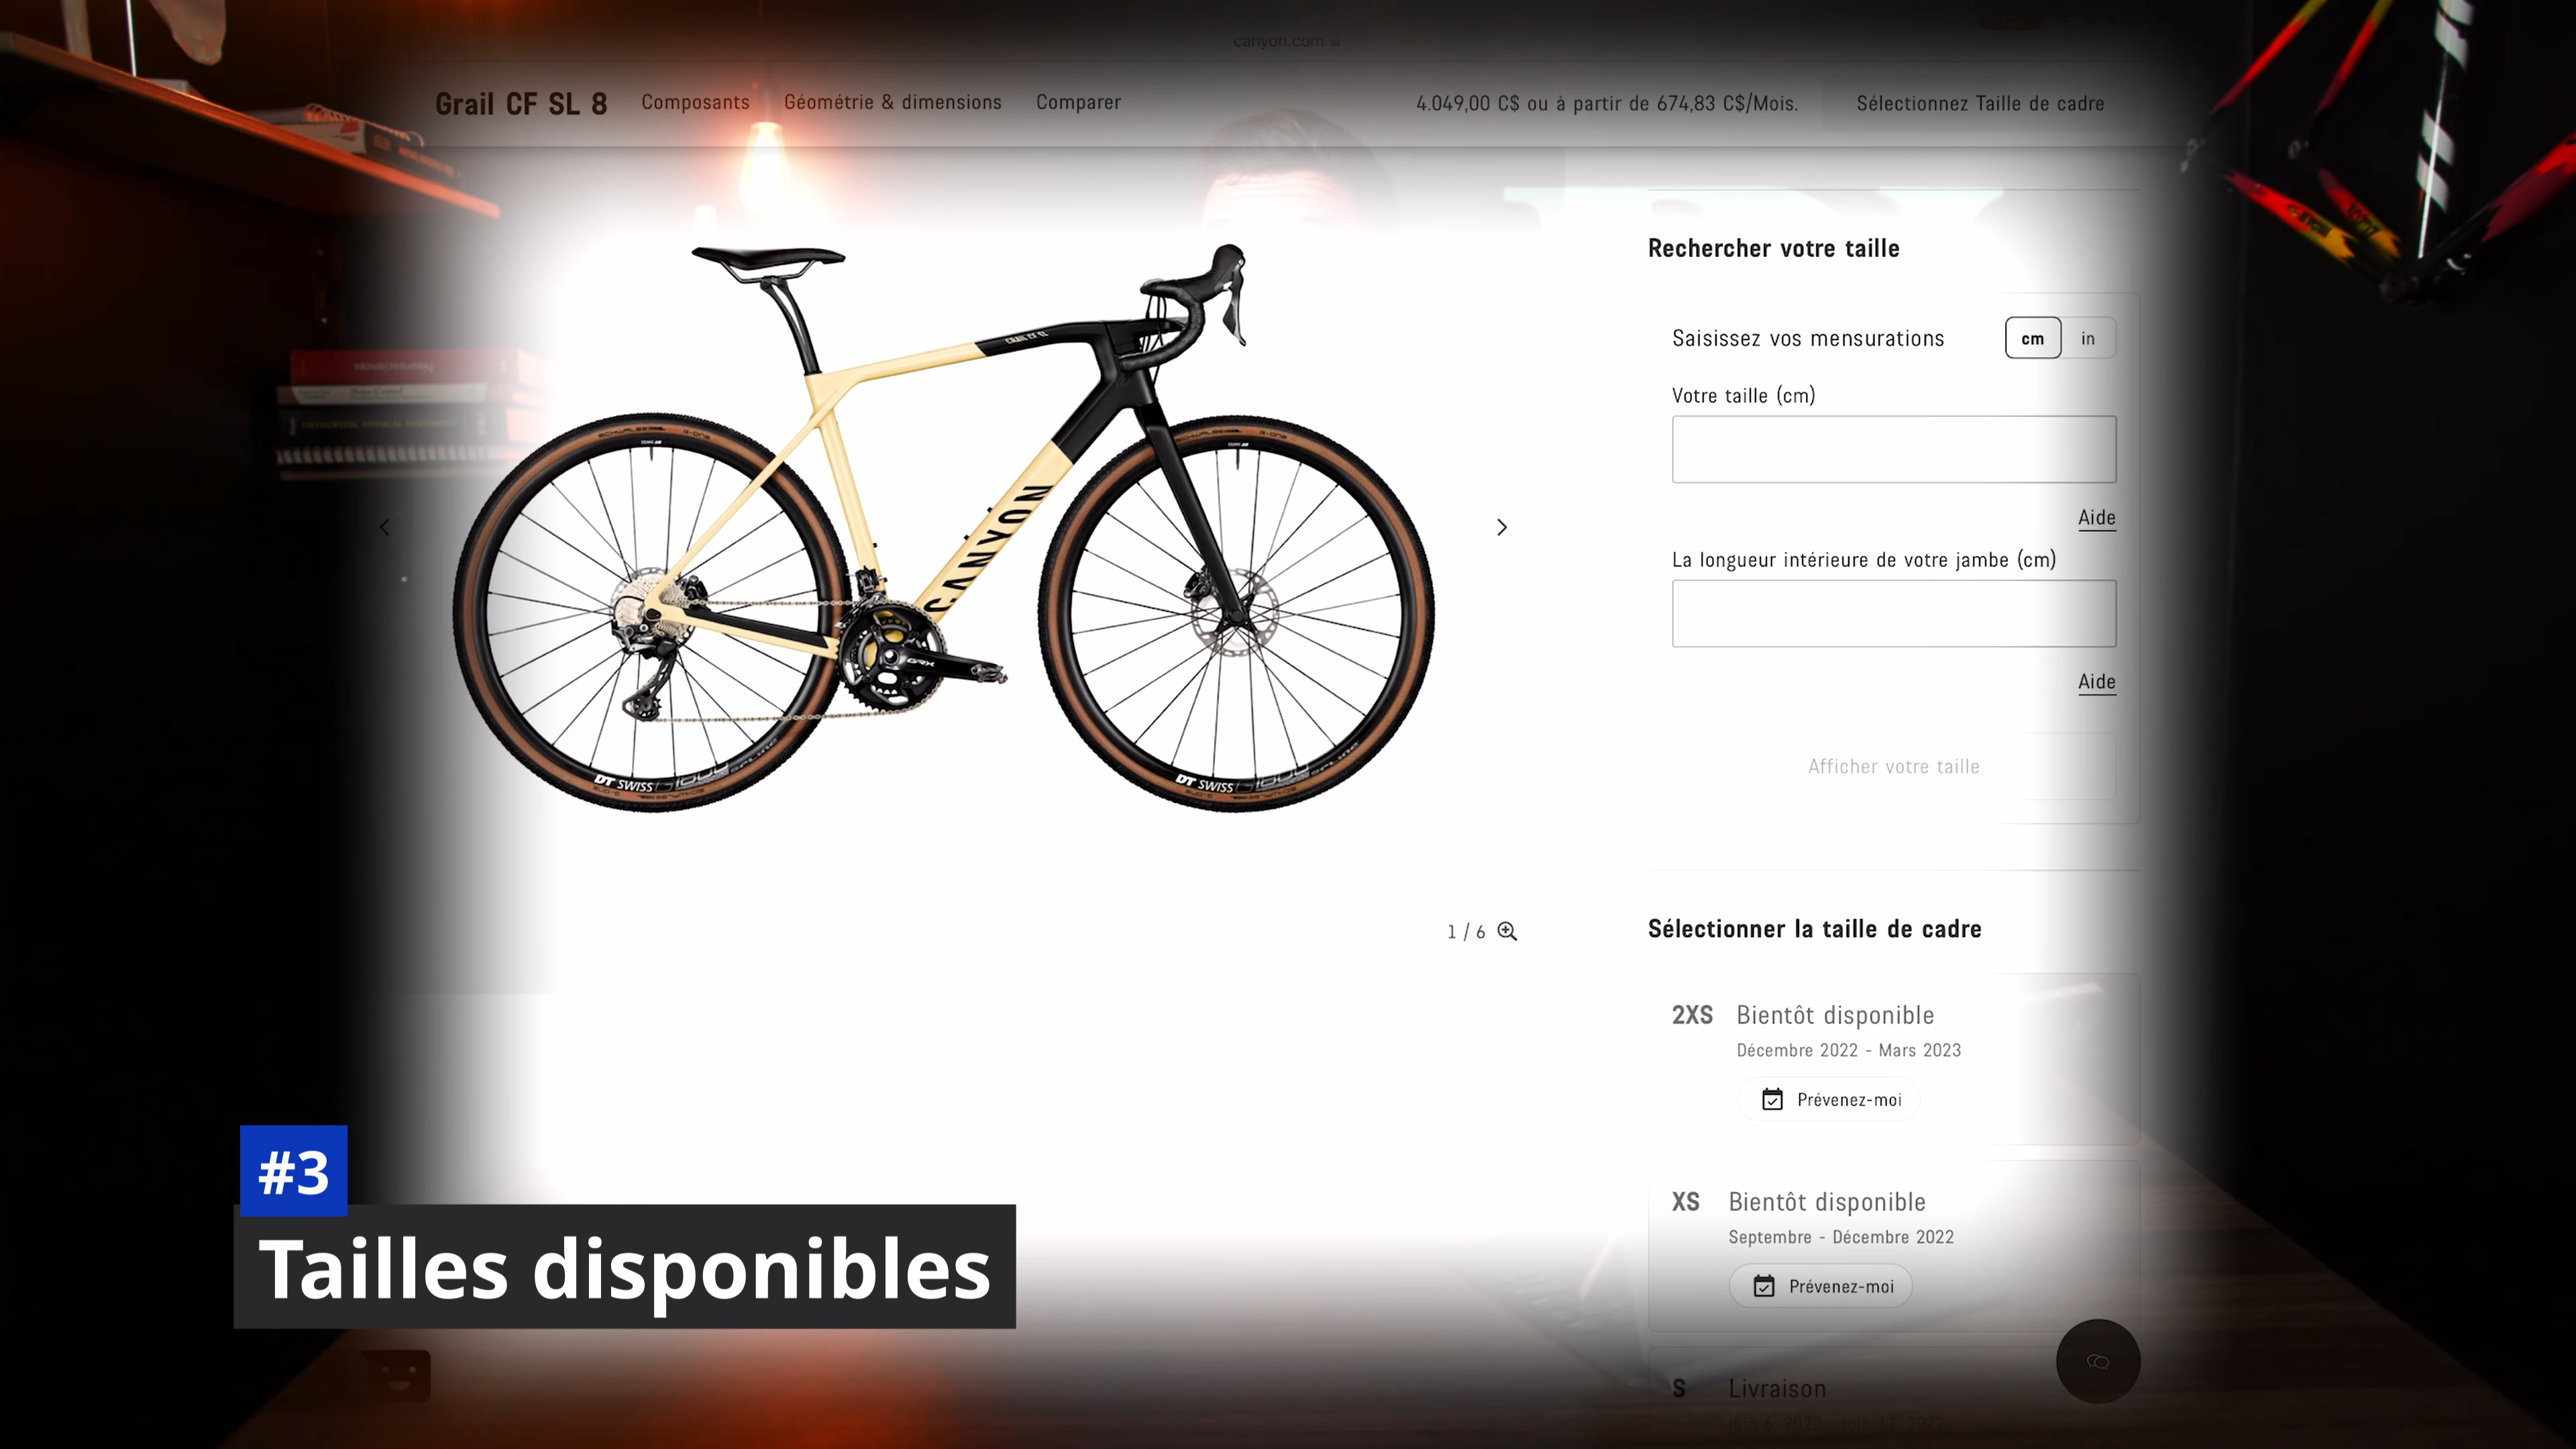 canyon.com
Grail CF SL 8
Composants
Géométrie & dimensions
Comparer
4.049,00 C$ ou à partir de 674,83 C$/Mois.
Sélectionnez Taille de cadre
Rechercher votre taille
Saisissez vos mensurations
cm
in
Votre taille (cm)
Aide
La longueur intérieure de votre jambe (cm)
Aide
Afficher votre taille
GRAIL CF SL
CANYON
GRX
DT SWISS
DT SWISS
1 / 6
Sélectionner la taille de cadre
2XS Bientôt disponible
Décembre 2022 - Mars 2023
Prévenez-moi
XS Bientôt disponible
Septembre - Décembre 2022
Prévenez-moi
S Livraison
#3
Tailles disponibles